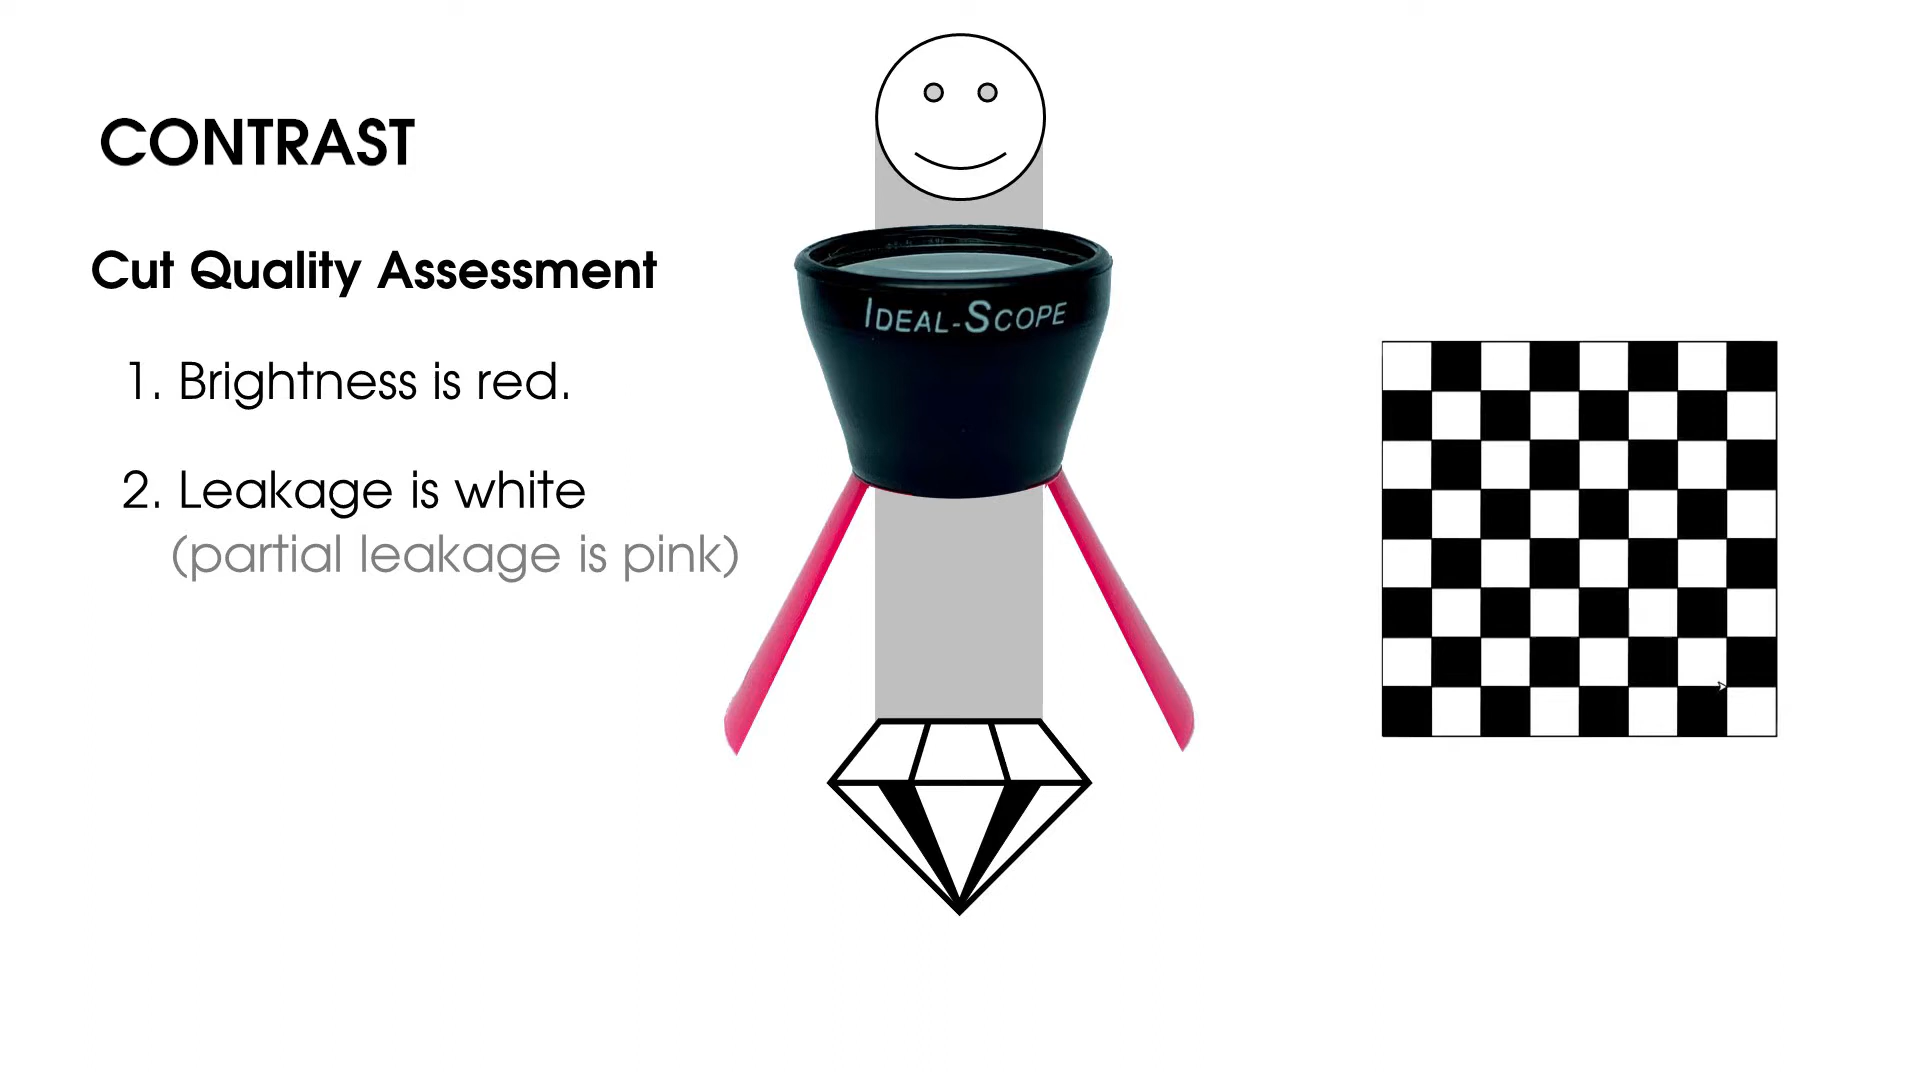 CONTRAST
Cut Quality Assessment
1. Brightness is red.
2. Leakage is white
(partial leakage is pink)
IDEAL-SCOPE